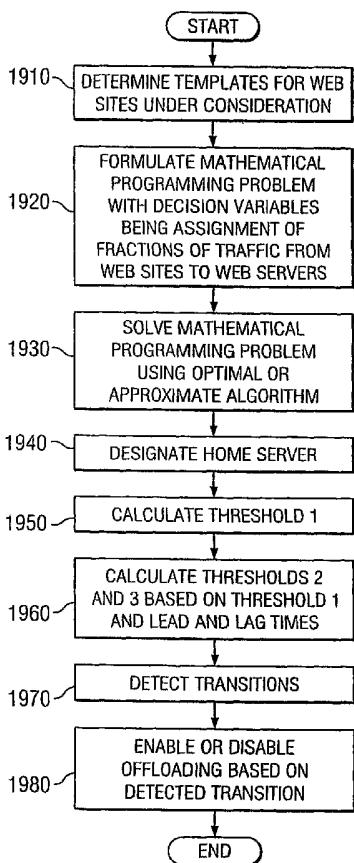 START
1910
DETERMINE TEMPLATES FOR WEB
SITES UNDER CONSIDERATION
1920
FORMULATE MATHEMATICAL
PROGRAMMING PROBLEM
WITH DECISION VARIABLES
BEING ASSIGNMENT OF
FRACTIONS OF TRAFFIC FROM
WEB SITES TO WEB SERVERS
1930
SOLVE MATHEMATICAL
PROGRAMMING PROBLEM
USING OPTIMAL OR
APPROXIMATE ALGORITHM
1940
DESIGNATE HOME SERVER
1950
CALCULATE THRESHOLD 1
1960
CALCULATE THRESHOLDS 2
AND 3 BASED ON THRESHOLD 1
AND LEAD AND LAG TIMES
1970
DETECT TRANSITIONS
1980
ENABLE OR DISABLE
OFFLOADING BASED ON
DETECTED TRANSITION
END